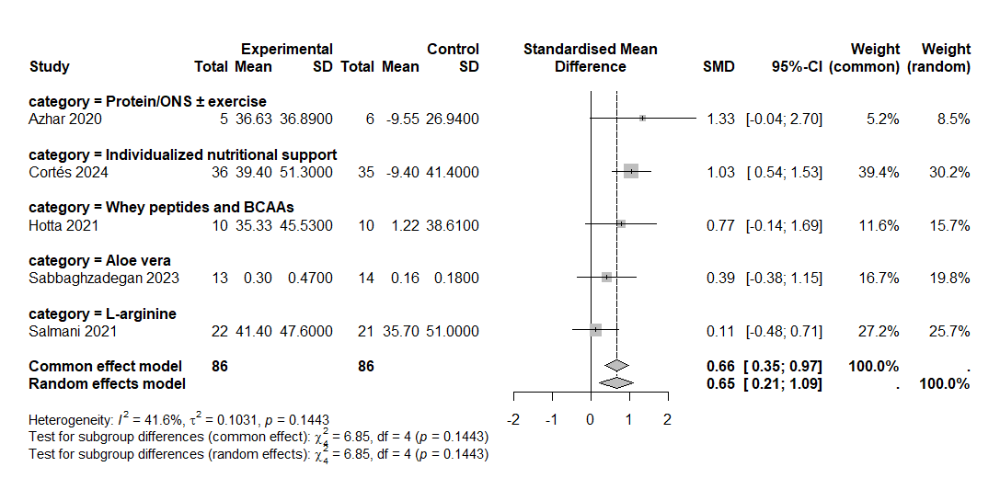 Experimental Control Standardised Mean Weight Weight
Study Total Mean SD Total Mean SD Difference SMD 95%-CI (common) (random)
category = Protein/ONS ± exercise
Azhar 2020 5 36.63 36.8900 6 -9.55 26.9400 1.33 [-0.04; 2.70] 5.2% 8.5%
category = Individualized nutritional support
Cortés 2024 36 39.40 51.3000 35 -9.40 41.4000 1.03 [ 0.54; 1.53] 39.4% 30.2%
category = Whey peptides and BCAAs
Hotta 2021 10 35.33 45.5300 10 1.22 38.6100 0.77 [-0.14; 1.69] 11.6% 15.7%
category = Aloe vera
Sabbaghzadegan 2023 13 0.30 0.4700 14 0.16 0.1800 0.39 [-0.38; 1.15] 16.7% 19.8%
category = L-arginine
Salmani 2021 22 41.40 47.6000 21 35.70 51.0000 0.11 [-0.48; 0.71] 27.2% 25.7%
Common effect model 86 86 0.66 [ 0.35; 0.97] 100.0% .
Random effects model 0.65 [ 0.21; 1.09] . 100.0%
-2 -1 0 1 2
Heterogeneity: I² = 41.6%, τ² = 0.1031, p = 0.1443
Test for subgroup differences (common effect): χ²₄ = 6.85, df = 4 (p = 0.1443)
Test for subgroup differences (random effects): χ²₄ = 6.85, df = 4 (p = 0.1443)